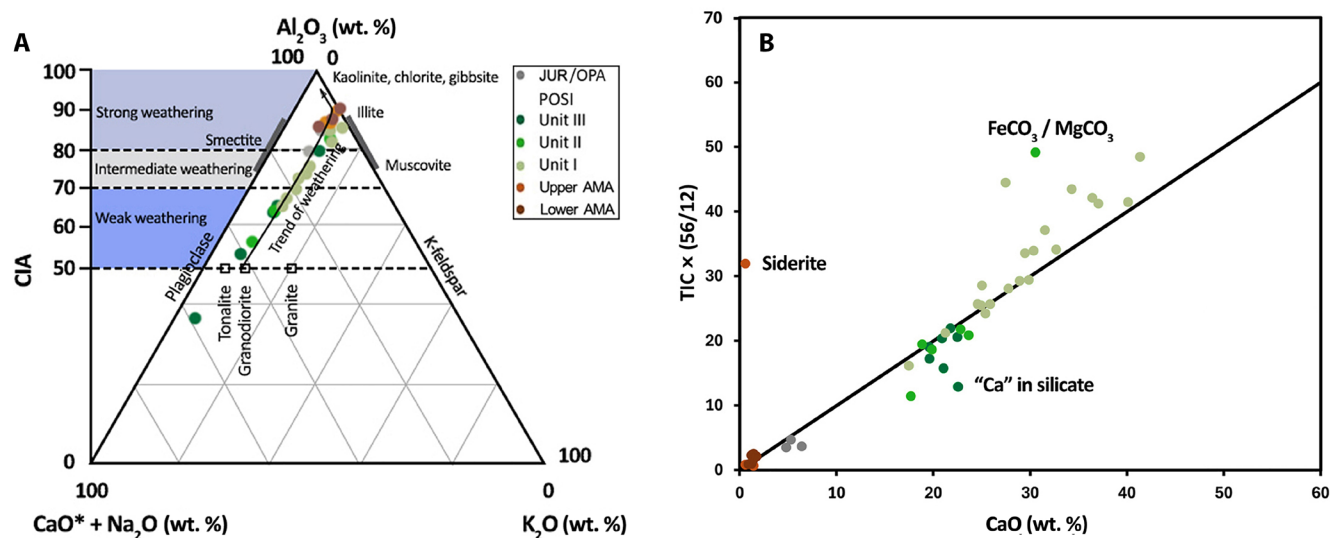 A
Al₂O₃ (wt. %)
100 0
100
90
80
70
60
50
0
CIA
Strong weathering
Intermediate weathering
Weak weathering
Kaolinite, chlorite, gibbsite
Illite
Smectite
Muscovite
Trend of weathering
Plagioclase
K-feldspar
Tonalite
Granodiorite
Granite
100
100
0
CaO* + Na₂O (wt. %)
K₂O (wt. %)
JUR/OPA
POSI
Unit III
Unit II
Unit I
Upper AMA
Lower AMA
B
70
60
50
40
30
20
10
0
TIC × (56/12)
FeCO₃ / MgCO₃
Siderite
“Ca” in silicate
0 10 20 30 40 50 60
CaO (wt. %)